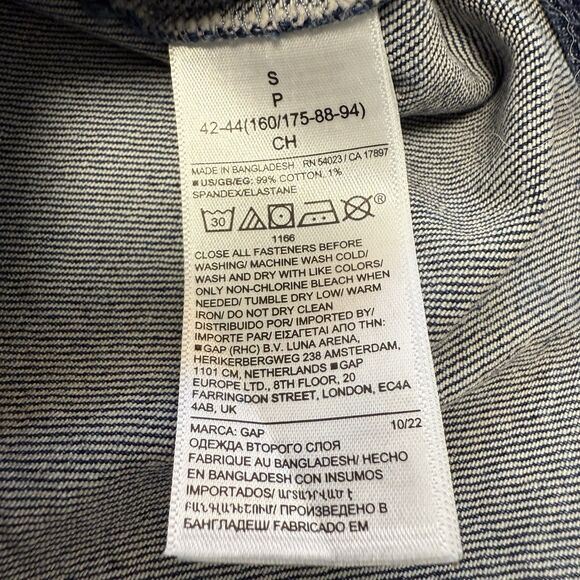 S
P
42-44(160/175-88-94)
CH
MADE IN BANGLADESH RN 54023 / CA 17897
■ US/GB/EG: 99% COTTON, 1%
SPANDEX/ELASTANE
30 ®
1166
CLOSE ALL FASTENERS BEFORE
WASHING/ MACHINE WASH COLD/
WASH AND DRY WITH LIKE COLORS/
ONLY NON-CHLORINE BLEACH WHEN
NEEDED/ TUMBLE DRY LOW/ WARM
IRON/ DO NOT DRY CLEAN
DISTRIBUIDO POR/ IMPORTED BY/
IMPORTE PAR/ ΕΙΣΑΓΕΤΑΙ ΑΠΟ ΤΗΝ:
■ GAP (RHC) B.V. LUNA ARENA,
HERIKERBERGWEG 238 AMSTERDAM,
1101 CM, NETHERLANDS ■ GAP
EUROPE LTD., 8TH FLOOR, 20
FARRINGDON STREET, LONDON, EC4A
4AB, UK
MARCA: GAP 10/22
ОДЕЖДА ВТОРОГО СЛОЯ
FABRIQUE AU BANGLADESH/ HECHO
EN BANGLADESH CON INSUMOS
IMPORTADOS/ ԱՐՏԱԴՎԱԾ Է
ԲԱՆԳԼԱԴԵՇՈՒՄ/ ПРОИЗВЕДЕНО В
БАНГЛАДЕШ/ FABRICADO EM